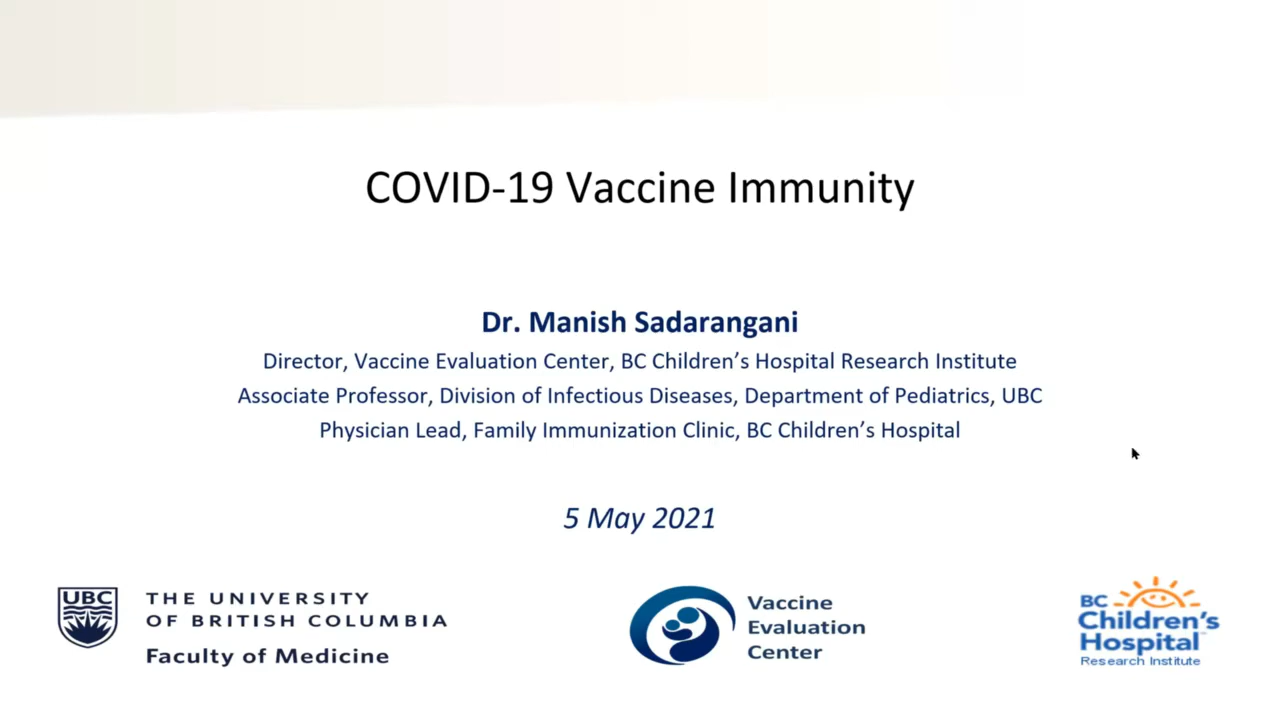 COVID-19 Vaccine Immunity
Dr. Manish Sadarangani
Director, Vaccine Evaluation Center, BC Children’s Hospital Research Institute
Associate Professor, Division of Infectious Diseases, Department of Pediatrics, UBC
Physician Lead, Family Immunization Clinic, BC Children’s Hospital
5 May 2021
UBC
THE UNIVERSITY
OF BRITISH COLUMBIA
Faculty of Medicine
Vaccine
Evaluation
Center
BC
Children’s
Hospital
Research Institute